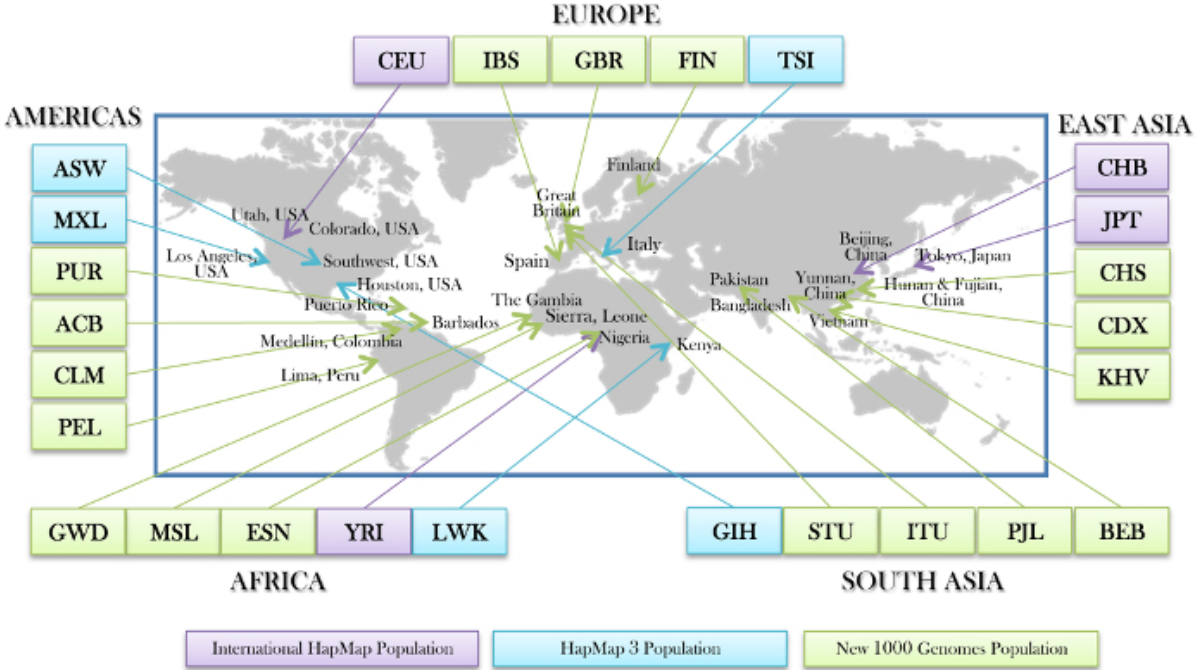 EUROPE
CEU
IBS
GBR
FIN
TSI
AMERICAS
ASW
MXL
PUR
ACB
CLM
PEL
EAST ASIA
CHB
JPT
CHS
CDX
KHV
Finland
Great
Britain
Utah, USA
Colorado, USA
Los Angeles,
USA
Southwest, USA
Houston, USA
Puerto Rico
Barbados
Medellín, Colombia
Lima, Peru
Spain
Italy
The Gambia
Sierra, Leone
Nigeria
Kenya
Pakistan
Bangladesh
Beijing,
China
Tokyo, Japan
Yunnan,
China
Hunan & Fujian,
China
Vietnam
GWD
MSL
ESN
YRI
LWK
AFRICA
GIH
STU
ITU
PJL
BEB
SOUTH ASIA
International HapMap Population
HapMap 3 Population
New 1000 Genomes Population